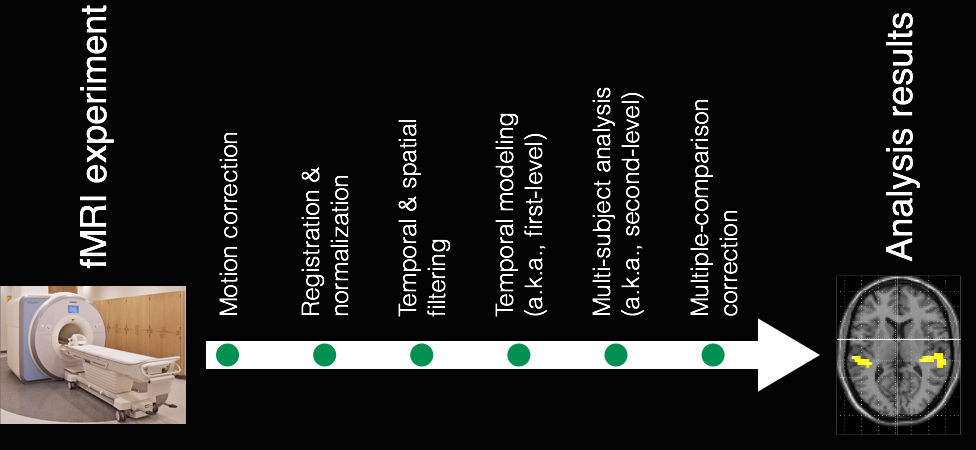 fMRI experiment
Motion correction
Registration &
normalization
Temporal & spatial
filtering
Temporal modeling
(a.k.a., first-level)
Multi-subject analysis
(a.k.a., second-level)
Multiple-comparison
correction
Analysis results